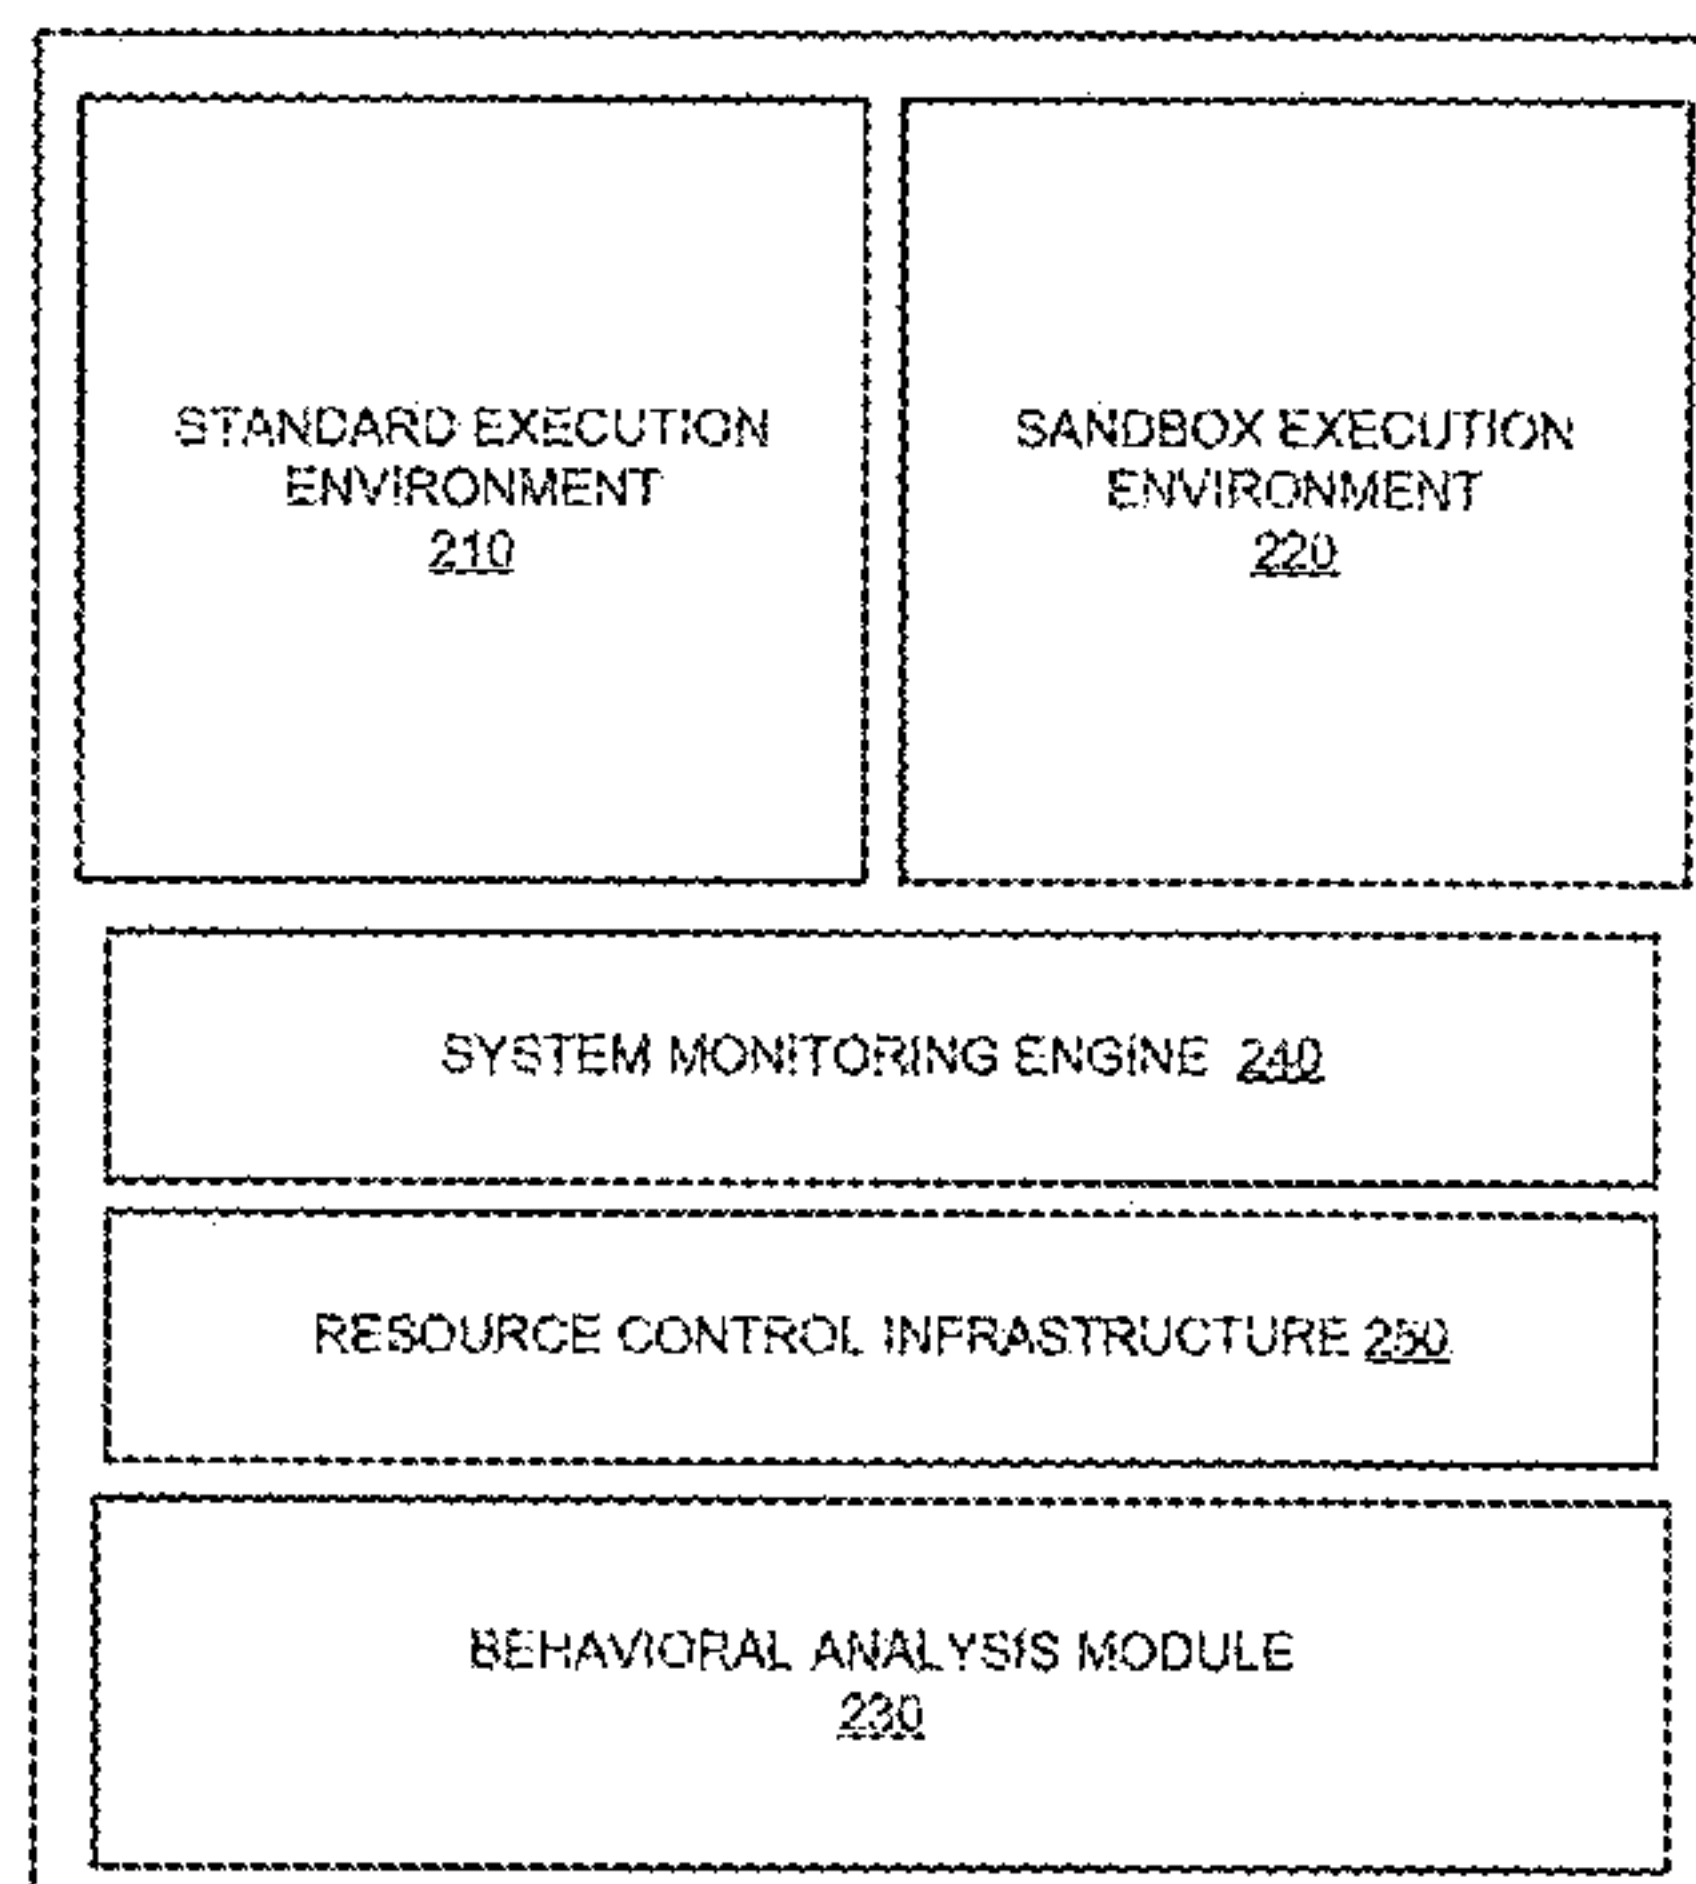 STANDARD EXECUTION
ENVIRONMENT
210
SANDBOX EXECUTION
ENVIRONMENT
220
SYSTEM MONITORING ENGINE 240
RESOURCE CONTROL INFRASTRUCTURE 250
BEHAVIORAL ANALYSIS MODULE
230